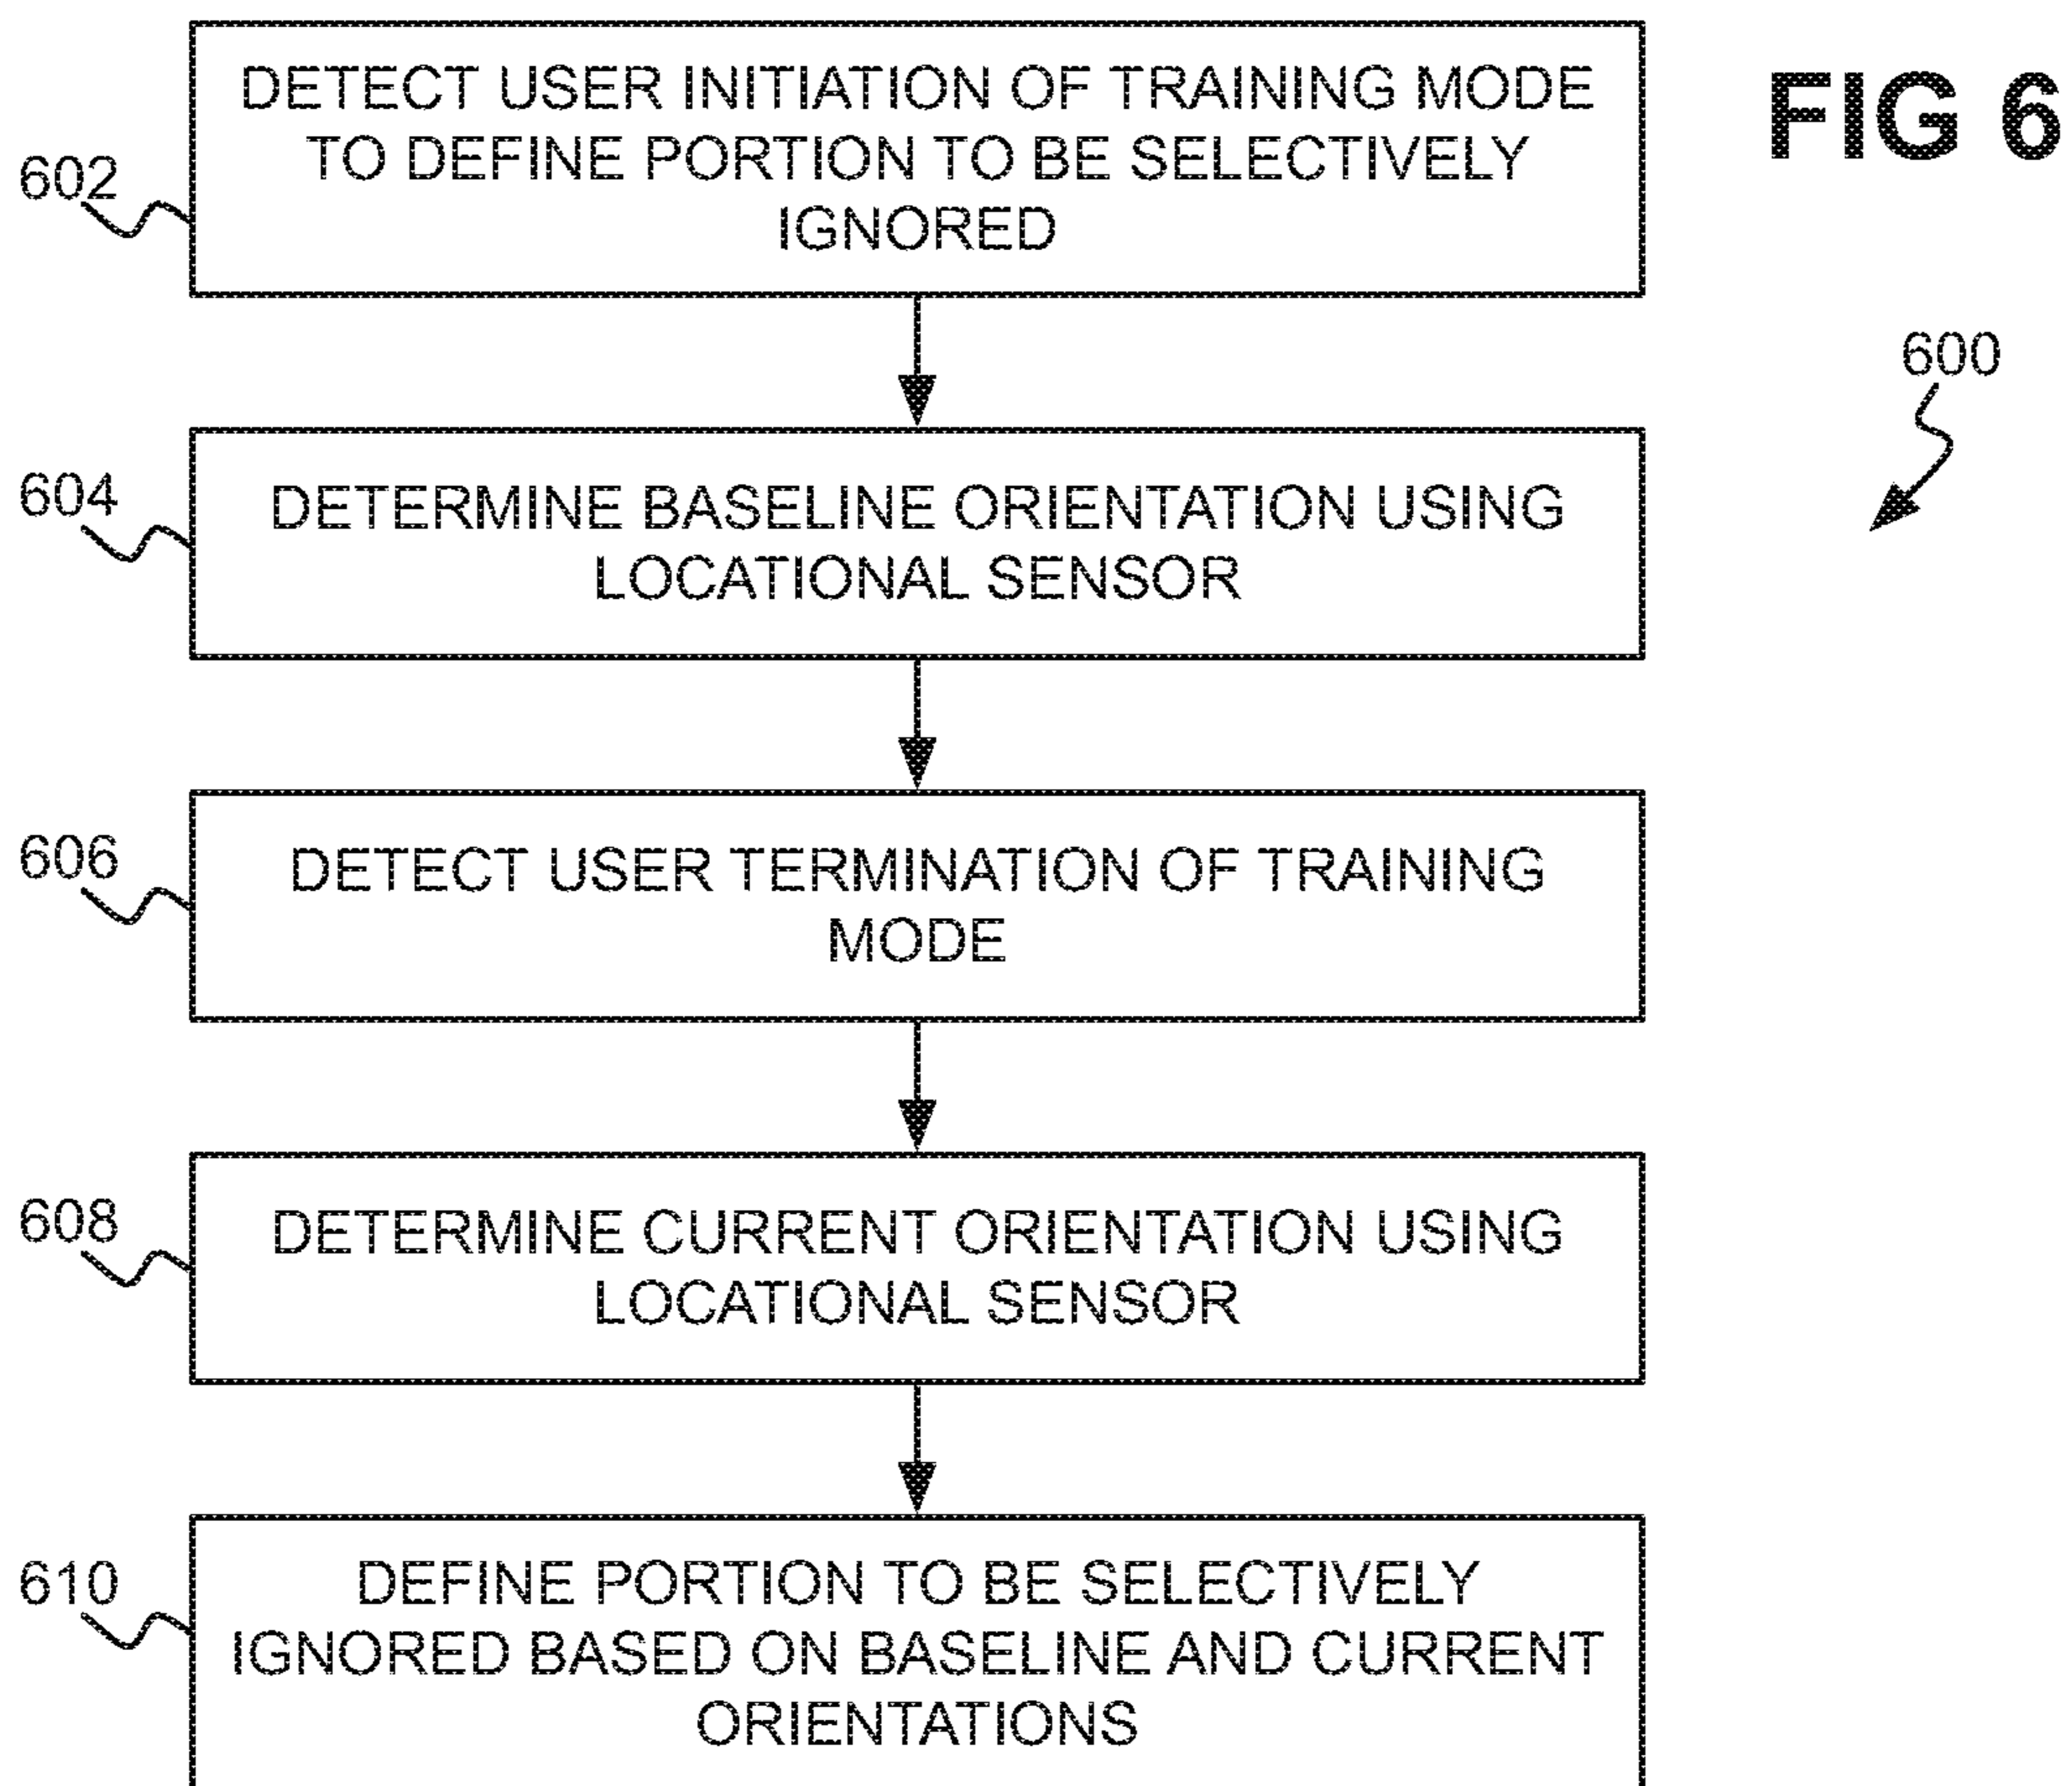 DETECT USER INITIATION OF TRAINING MODE
TO DEFINE PORTION TO BE SELECTIVELY
IGNORED
602
FIG 6
600
DETERMINE BASELINE ORIENTATION USING
LOCATIONAL SENSOR
604
DETECT USER TERMINATION OF TRAINING
MODE
606
DETERMINE CURRENT ORIENTATION USING
LOCATIONAL SENSOR
608
DEFINE PORTION TO BE SELECTIVELY
IGNORED BASED ON BASELINE AND CURRENT
ORIENTATIONS
610